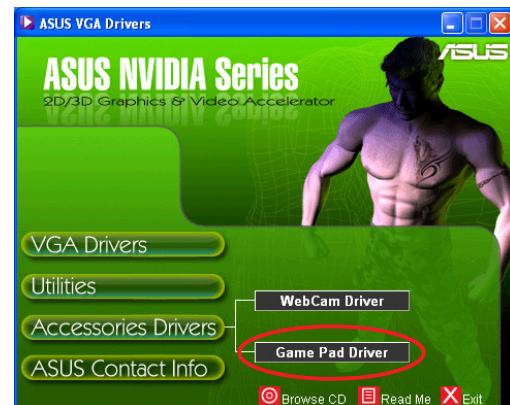 ASUS VGA Drivers
ASUS
ASUS NVIDIA Series
2D/3D Graphics & Video Accelerator
VGA Drivers
Utilities
WebCam Driver
Accessories Drivers
Game Pad Driver
ASUS Contact Info
Browse CD Read Me Exit